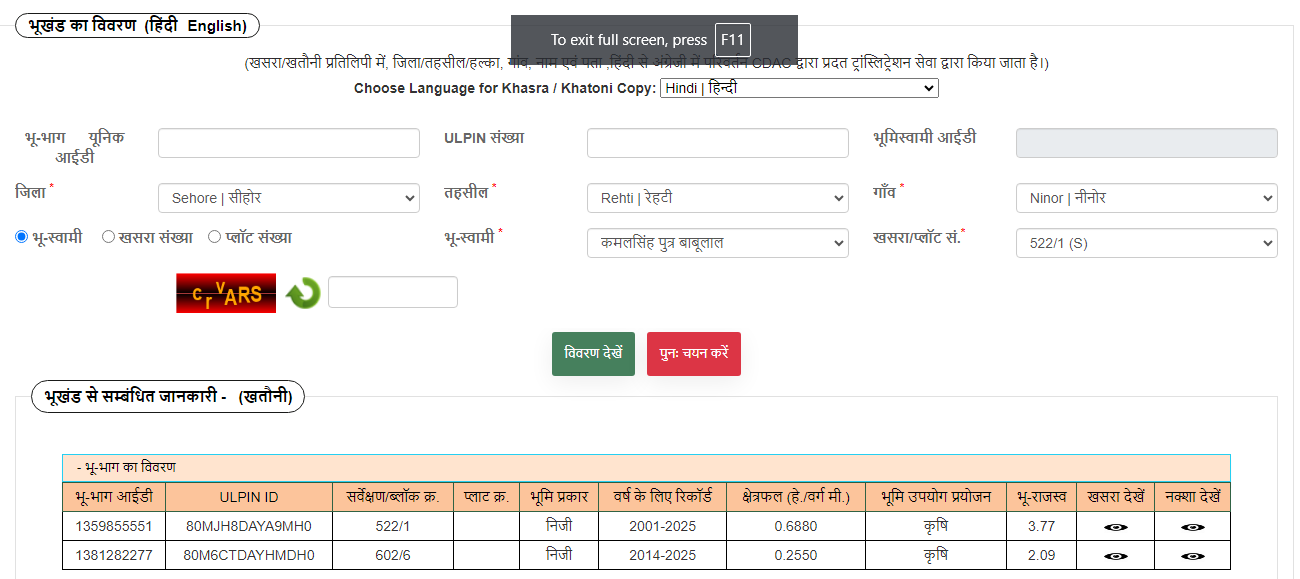 भूखंड का विवरण (हिंदी English)
To exit full screen, press F11
(खसरा/खतौनी प्रतिलिपी में, जिला/तहसील/हल्का, गांव, नाम एवं पता ,हिंदी से अंग्रेजी में परिवर्तन CDAC द्वारा प्रदत ट्रांस्लिट्रेशन सेवा द्वारा किया जाता है।)
Choose Language for Khasra / Khatoni Copy: Hindi | हिन्दी
भू-भाग यूनिक आईडी
ULPIN संख्या
भूमिस्वामी आईडी
जिला * Sehore | सीहोर
तहसील * Rehti | रेहटी
गाँव * Ninor | नीनोर
भू-स्वामी खसरा संख्या प्लॉट संख्या
भू-स्वामी * कमलसिंह पुत्र बाबूलाल
खसरा/प्लॉट सं.* 522/1 (S)
crVARS
विवरण देखें पुनः चयन करें
भूखंड से सम्बंधित जानकारी - (खतौनी)
- भू-भाग का विवरण
भू-भाग आईडी ULPIN ID सर्वेक्षण/ब्लॉक क्र. प्लाट क्र. भूमि प्रकार वर्ष के लिए रिकॉर्ड क्षेत्रफल (हे./वर्ग मी.) भूमि उपयोग प्रयोजन भू-राजस्व खसरा देखें नक्शा देखें
1359855551 80MJH8DAYA9MH0 522/1 निजी 2001-2025 0.6880 कृषि 3.77
1381282277 80M6CTDAYHMDH0 602/6 निजी 2014-2025 0.2550 कृषि 2.09